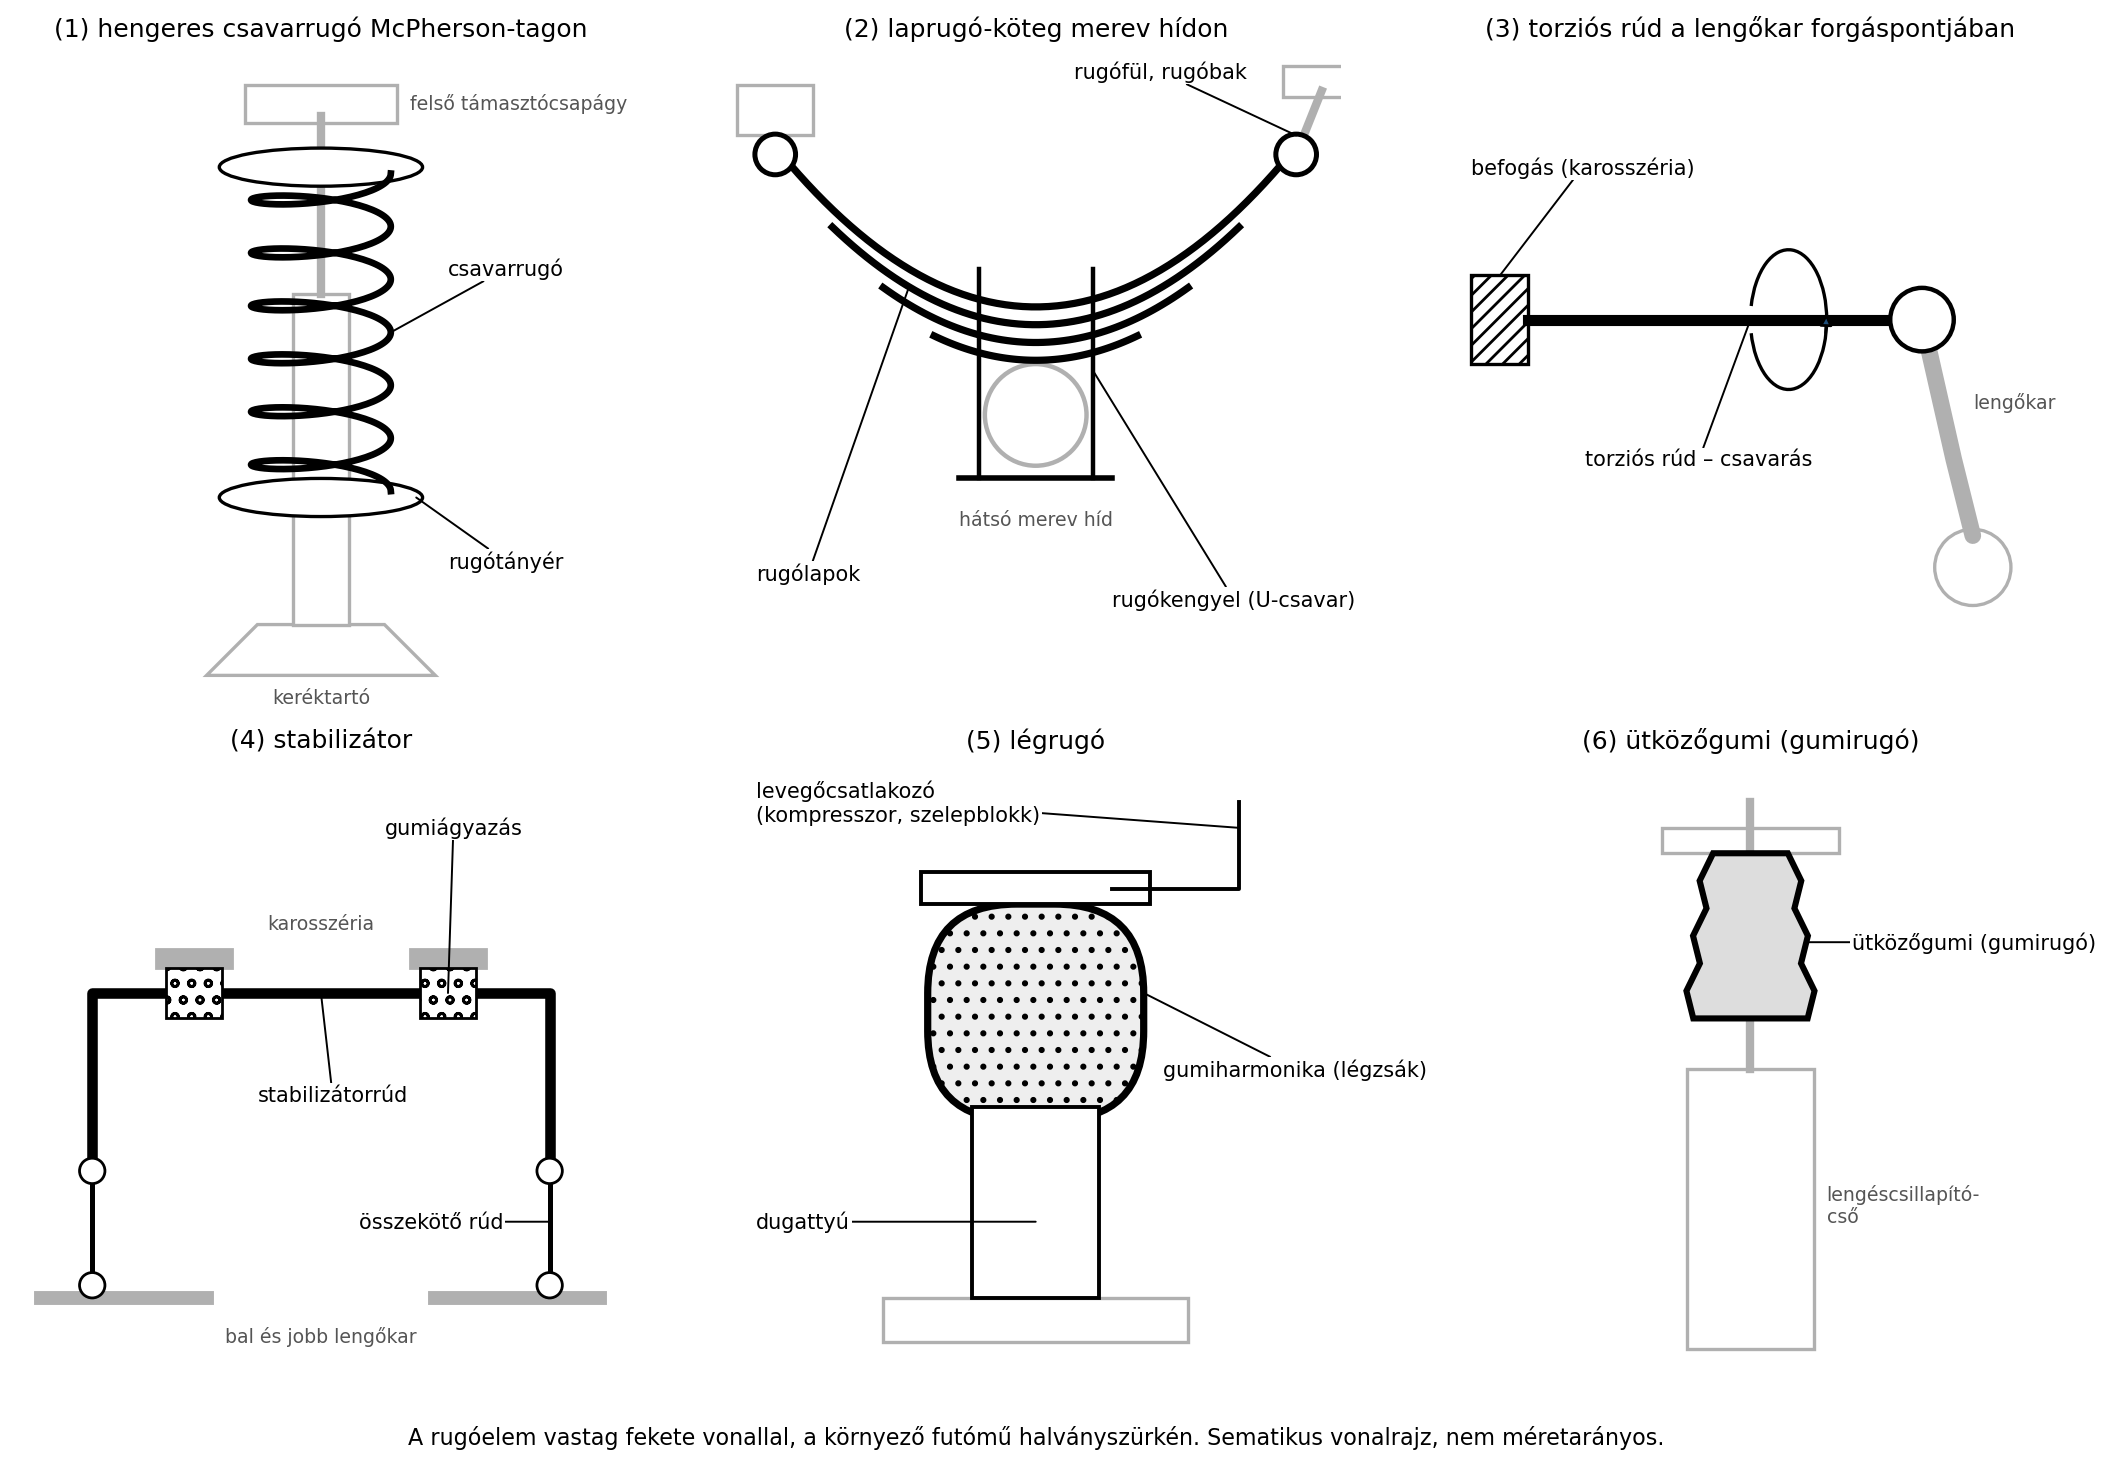 (1) hengeres csavarrugó McPherson-tagon
felső támasztócsapágy
csavarrugó
rugótányér
keréktartó
(2) laprugó-köteg merev hídon
rugófül, rugóbak
hátsó merev híd
rugólapok
rugókengyel (U-csavar)
(3) torziós rúd a lengőkar forgáspontjában
befogás (karosszéria)
lengőkar
torziós rúd – csavarás
(4) stabilizátor
gumiágyazás
karosszéria
stabilizátorrúd
összekötő rúd
bal és jobb lengőkar
(5) légrugó
levegőcsatlakozó
(kompresszor, szelepblokk)
gumiharmonika (légzsák)
dugattyú
(6) ütközőgumi (gumirugó)
ütközőgumi (gumirugó)
lengéscsillapító-
cső
A rugóelem vastag fekete vonallal, a környező futómű halványszürkén. Sematikus vonalrajz, nem méretarányos.